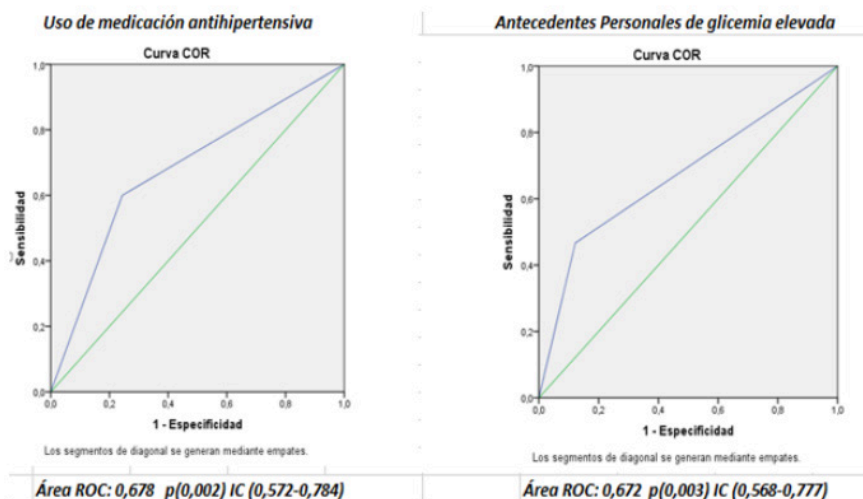 Uso de medicación antihipertensiva
Curva COR
1,0
0,8
0,6
0,4
0,2
0,0
Sensibilidad
0,0 0,2 0,4 0,6 0,8 1,0
1 - Especificidad
Los segmentos de diagonal se generan mediante empates.
Área ROC: 0,678 p(0,002) IC (0,572-0,784)
Antecedentes Personales de glicemia elevada
Curva COR
1,0
0,8
0,6
0,4
0,2
0,0
Sensibilidad
0,0 0,2 0,4 0,6 0,8 1,0
1 - Especificidad
Los segmentos de diagonal se generan mediante empates.
Área ROC: 0,672 p(0,003) IC (0,568-0,777)